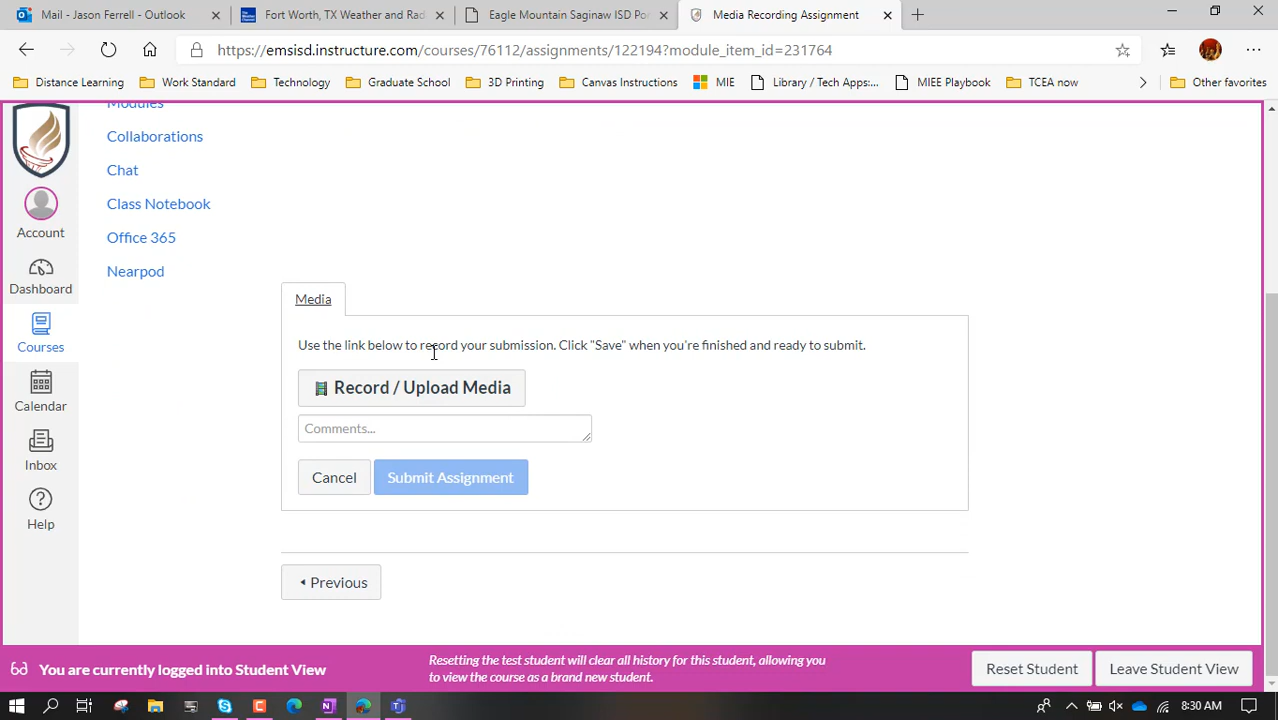 Mail - Jason Ferrell - Outlook
Fort Worth, TX Weather and Rad
Eagle Mountain Saginaw ISD Po
Media Recording Assignment
https://emsisd.instructure.com/courses/76112/assignments/122194?module_item_id=231764
Distance Learning
Work Standard
Technology
Graduate School
3D Printing
Canvas Instructions
MIE
Library / Tech Apps:...
MIEE Playbook
TCEA now
Other favorites
Modules
Collaborations
Chat
Class Notebook
Office 365
Nearpod
Account
Dashboard
Courses
Calendar
Inbox
Help
Media
Use the link below to record your submission. Click "Save" when you're finished and ready to submit.
Record / Upload Media
Comments...
Cancel
Submit Assignment
Previous
You are currently logged into Student View
Resetting the test student will clear all history for this student, allowing you
to view the course as a brand new student.
Reset Student
Leave Student View
8:30 AM